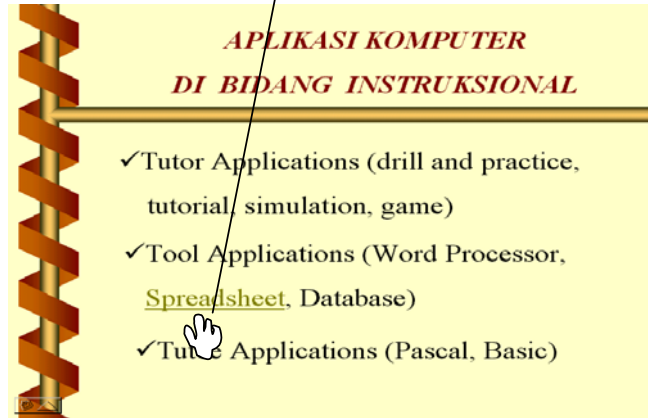 APLIKASI KOMPUTER
DI BIDANG INSTRUKSIONAL
✓Tutor Applications (drill and practice,
tutorial, simulation, game)
✓Tool Applications (Word Processor,
Spreadsheet, Database)
✓Tutee Applications (Pascal, Basic)